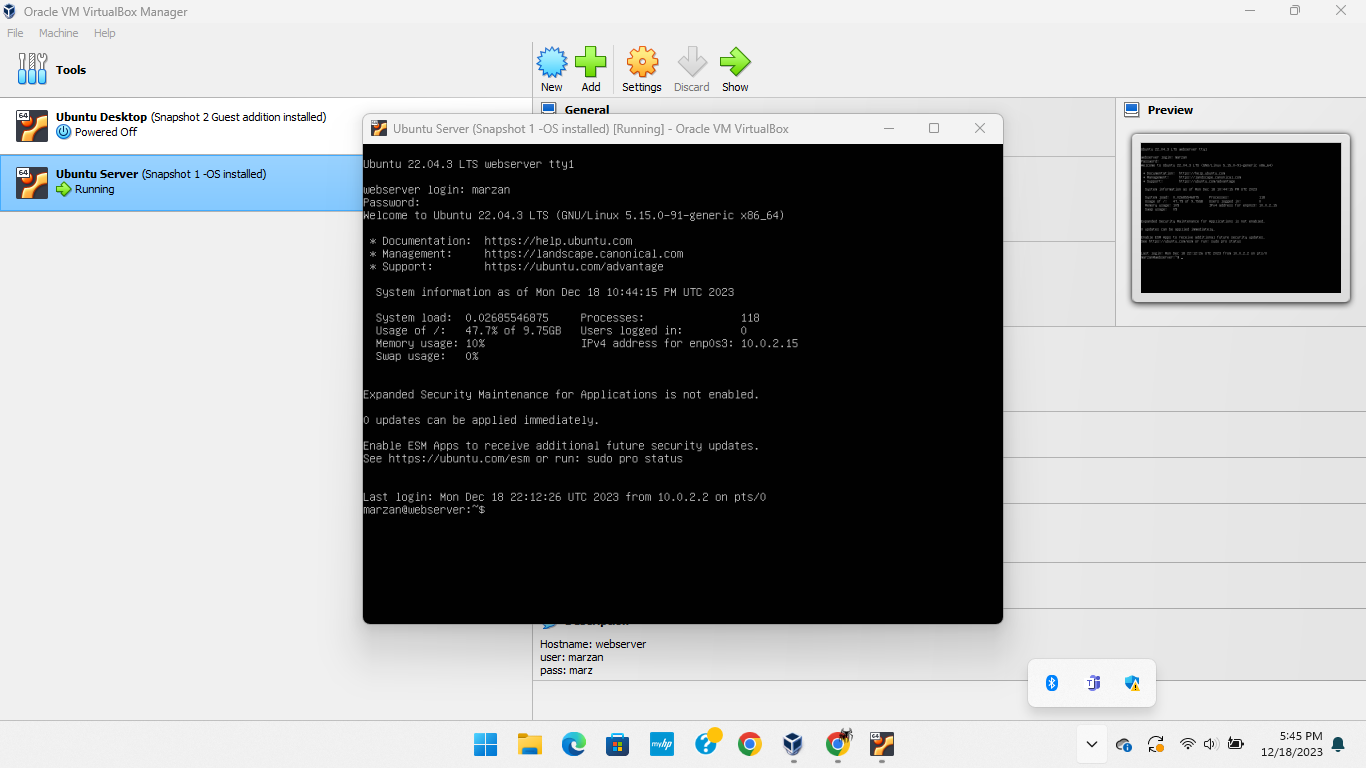 Oracle VM VirtualBox Manager
File Machine Help
Tools
New Add Settings Discard Show
64
Ubuntu Desktop (Snapshot 2 Guest addition installed)
Powered Off
64
Ubuntu Server (Snapshot 1 -OS installed)
Running
General
Preview
Ubuntu Server (Snapshot 1 -OS installed) [Running] - Oracle VM VirtualBox
Ubuntu 22.04.3 LTS webserver tty1
webserver login: marzan
Password:
Welcome to Ubuntu 22.04.3 LTS (GNU/Linux 5.15.0-91-generic x86_64)
* Documentation: https://help.ubuntu.com
* Management: https://landscape.canonical.com
* Support: https://ubuntu.com/advantage
System information as of Mon Dec 18 10:44:15 PM UTC 2023
System load: 0.02685546875 Processes: 118
Usage of /: 47.7% of 9.75GB Users logged in: 0
Memory usage: 10% IPv4 address for enp0s3: 10.0.2.15
Swap usage: 0%
Expanded Security Maintenance for Applications is not enabled.
0 updates can be applied immediately.
Enable ESM Apps to receive additional future security updates.
See https://ubuntu.com/esm or run: sudo pro status
Last login: Mon Dec 18 22:12:26 UTC 2023 from 10.0.2.2 on pts/0
marzan@webserver:~$
Description
Hostname: webserver
user: marzan
pass: marz
myhp
5:45 PM
12/18/2023